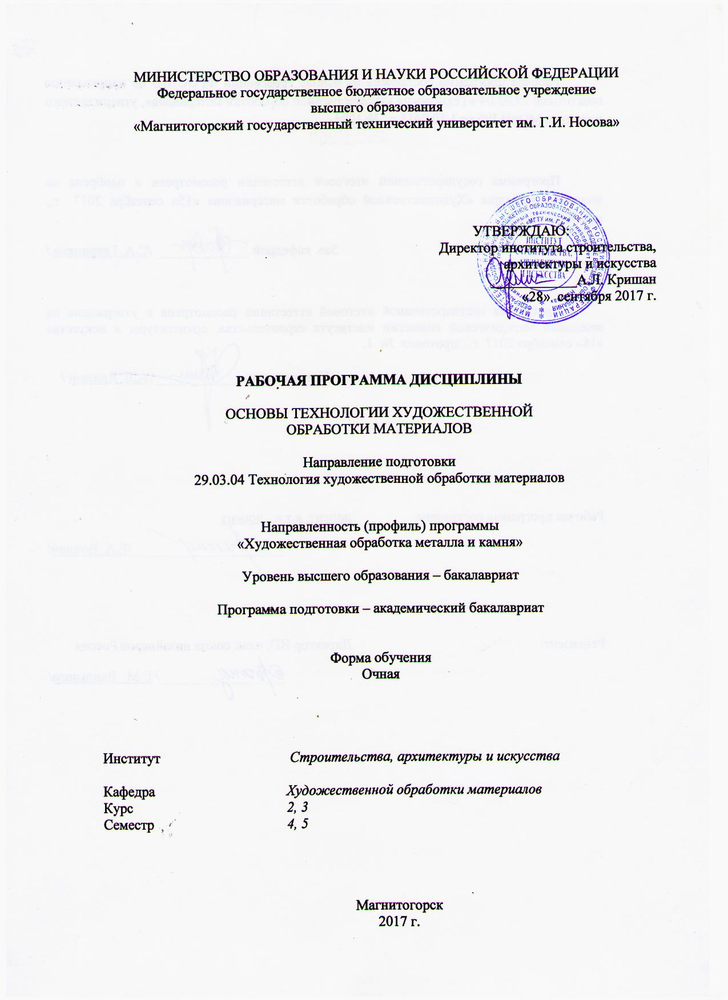 МИНИСТЕРСТВО ОБРАЗОВАНИЯ И НАУКИ РОССИЙСКОЙ ФЕДЕРАЦИИ
Федеральное государственное бюджетное образовательное учреждение
высшего образования
«Магнитогорский государственный технический университет им. Г.И. Носова»
УТВЕРЖДАЮ:
Директор института строительства,
архитектуры и искусства
А.Л. Кришан
«28» сентября 2017 г.
ИНСТИТУТ
СТРОИТЕЛЬСТВА,
АРХИТЕКТУРЫ
И ИСКУССТВА
РАБОЧАЯ ПРОГРАММА ДИСЦИПЛИНЫ
ОСНОВЫ ТЕХНОЛОГИИ ХУДОЖЕСТВЕННОЙ
ОБРАБОТКИ МАТЕРИАЛОВ
Направление подготовки
29.03.04 Технология художественной обработки материалов
Направленность (профиль) программы
«Художественная обработка металла и камня»
Уровень высшего образования – бакалавриат
Программа подготовки – академический бакалавриат
Форма обучения
Очная
Институт Строительства, архитектуры и искусства
Кафедра Художественной обработки материалов
Курс 2, 3
Семестр 4, 5
Магнитогорск
2017 г.